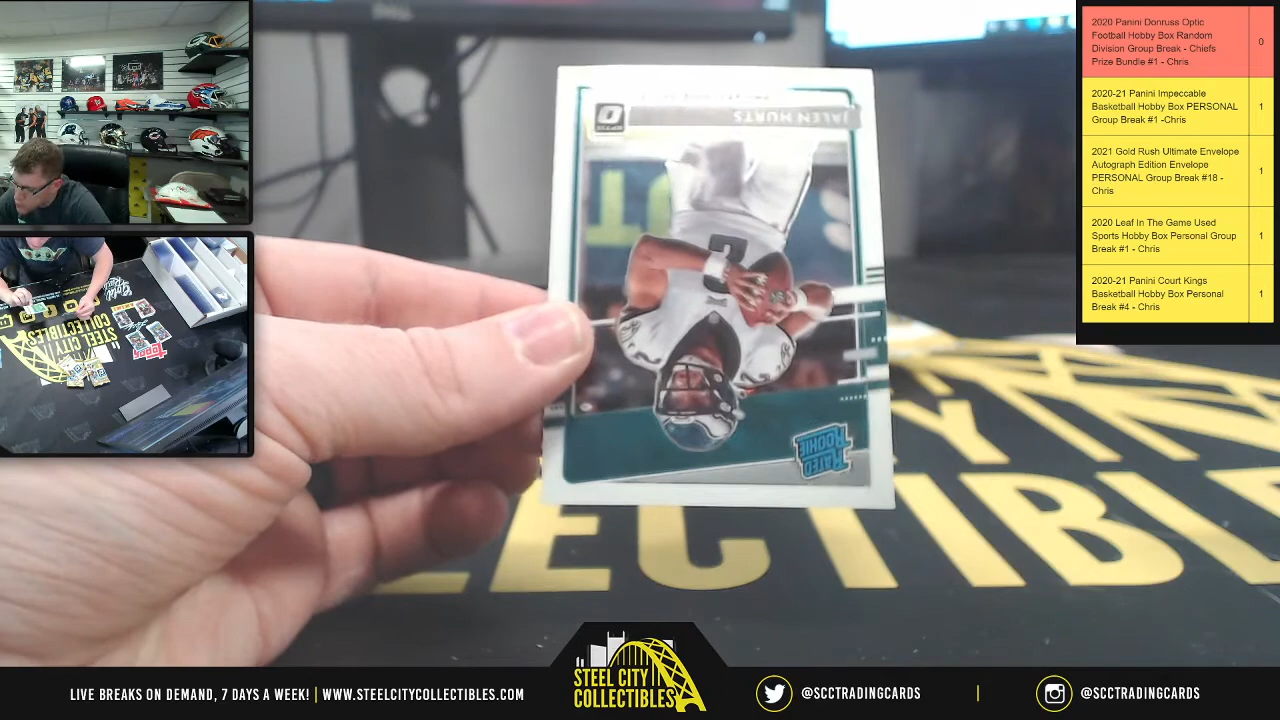 2020 Panini Donruss Optic
Football Hobby Box Random
Division Group Break - Chiefs
Prize Bundle #1 - Chris
0
2020-21 Panini Impeccable
Basketball Hobby Box PERSONAL
Group Break #1 -Chris
1
2021 Gold Rush Ultimate Envelope
Autograph Edition Envelope
PERSONAL Group Break #18 -
Chris
1
2020 Leaf In The Game Used
Sports Hobby Box Personal Group
Break #1 - Chris
1
2020-21 Panini Court Kings
Basketball Hobby Box Personal
Break #4 - Chris
1
JALEN HURTS
2
RATED
ROOKIE
STEEL CITY
COLLECTIBLES
LIVE BREAKS ON DEMAND, 7 DAYS A WEEK! | WWW.STEELCITYCOLLECTIBLES.COM
STEEL CITY
COLLECTIBLES
@SCCTRADINGCARDS
|
@SCCTRADINGCARDS